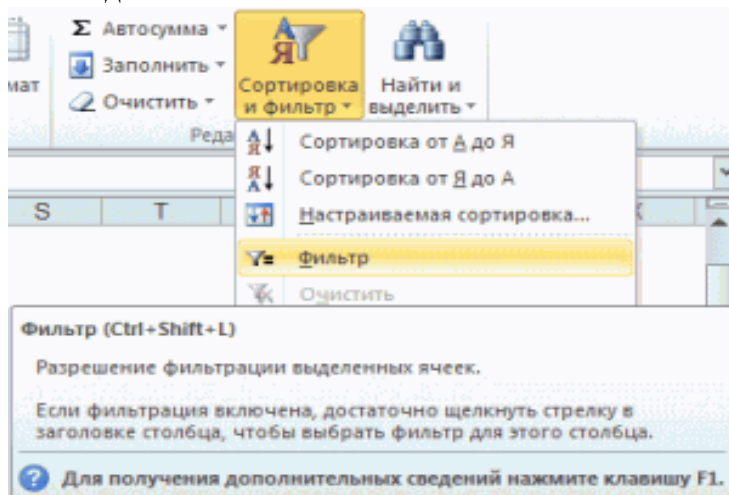 Σ Автосумма
Заполнить
Очистить
мат
Сортировка
и фильтр
Найти и
выделить
Реда
Сортировка от А до Я
Сортировка от Я до А
Настраиваемая сортировка...
S T
Фильтр
Очистить
Фильтр (Ctrl+Shift+L)
Разрешение фильтрации выделенных ячеек.
Если фильтрация включена, достаточно щелкнуть стрелку в
заголовке столбца, чтобы выбрать фильтр для этого столбца.
Для получения дополнительных сведений нажмите клавишу F1.